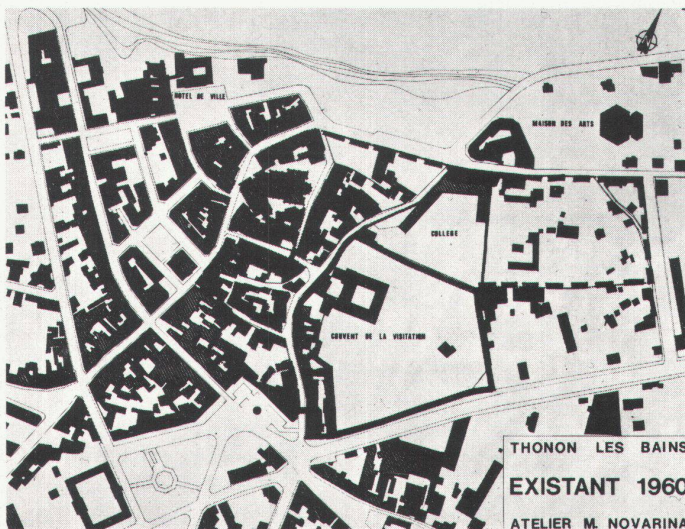 HOTEL DE VILLE
MAISON DES ARTS
COLLEGE
COUVENT DE LA VISITATION
THONON LES BAINS
EXISTANT 1960
ATELIER M. NOVARINA